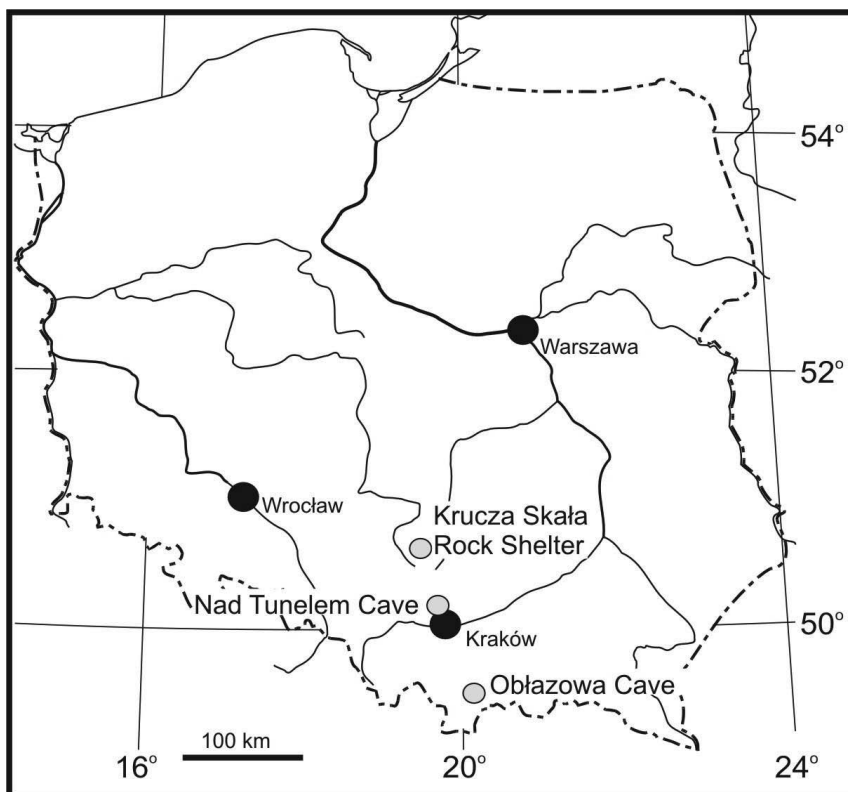 54°
Warszawa
52°
Wrocław
Krucza Skała
Rock Shelter
Nad Tunelem Cave
50°
Kraków
Obłazowa Cave
100 km
16°
20°
24°